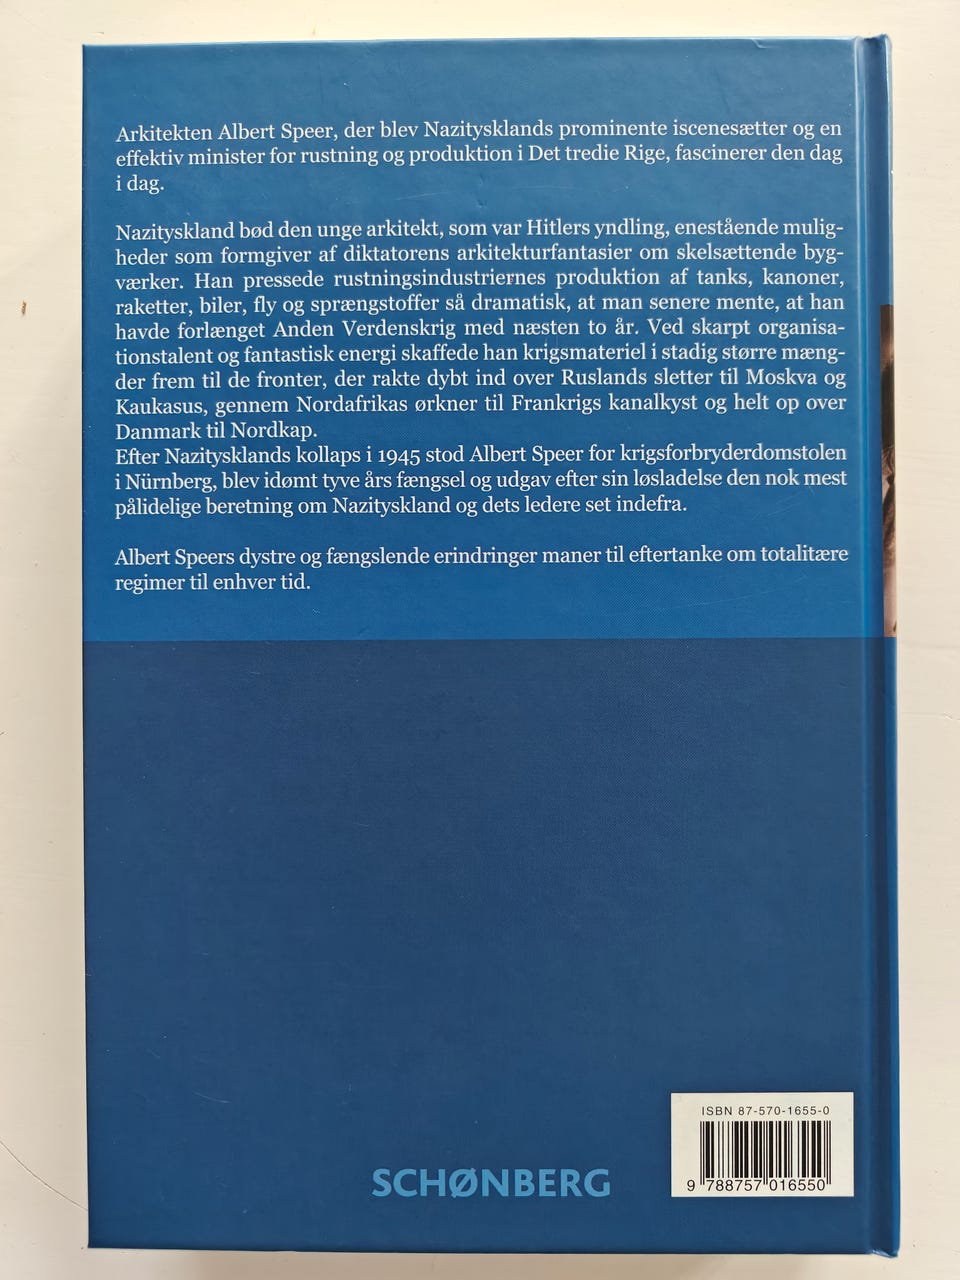 Arkitekten Albert Speer, der blev Nazitysklands prominente iscenesætter og en
effektiv minister for rustning og produktion i Det tredie Rige, fascinerer den dag
i dag.
Nazityskland bød den unge arkitekt, som var Hitlers yndling, enestående mulig-
heder som formgiver af diktatorens arkitekturfantasier om skelsættende byg-
værker. Han pressede rustningsindustriernes produktion af tanks, kanoner,
raketter, biler, fly og sprængstoffer så dramatisk, at man senere mente, at han
havde forlænget Anden Verdenskrig med næsten to år. Ved skarpt organisa-
tionstalent og fantastisk energi skaffede han krigsmateriel i stadig større mæng-
der frem til de fronter, der rakte dybt ind over Ruslands sletter til Moskva og
Kaukasus, gennem Nordafrikas ørkner til Frankrigs kanalkyst og helt op over
Danmark til Nordkap.
Efter Nazitysklands kollaps i 1945 stod Albert Speer for krigsforbryderdomstolen
i Nürnberg, blev idømt tyve års fængsel og udgav efter sin løsladelse den nok mest
pålidelige beretning om Nazityskland og dets ledere set indefra.
Albert Speers dystre og fængslende erindringer maner til eftertanke om totalitære
regimer til enhver tid.
ISBN 87-570-1655-0
9 788757 016550
SCHØNBERG